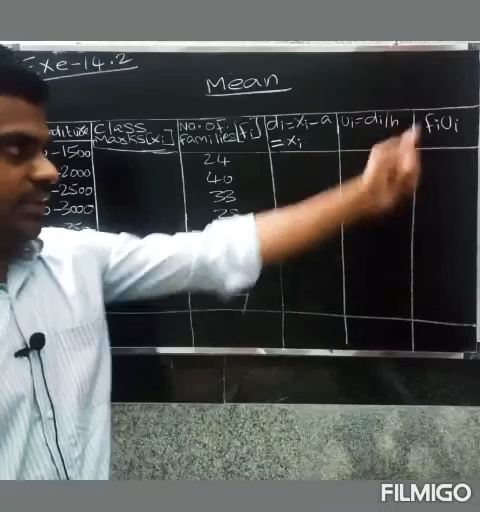 Exe-14.2
Mean
diture Class Marks[xi] No. of families[fi] di=xi-a =xi ui=di/h fiui
-1500 24
-2000 40
-2500 33
-3000
FILMIGO